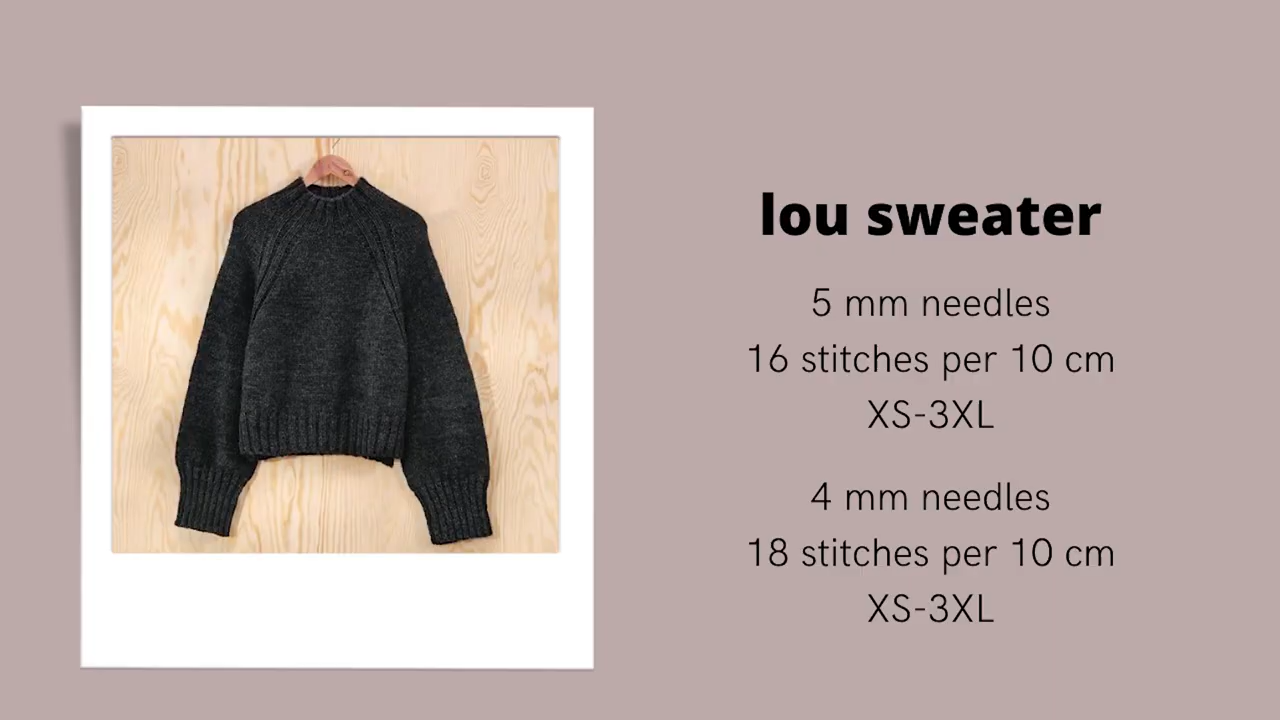 lou sweater
5 mm needles
16 stitches per 10 cm
XS-3XL
4 mm needles
18 stitches per 10 cm
XS-3XL